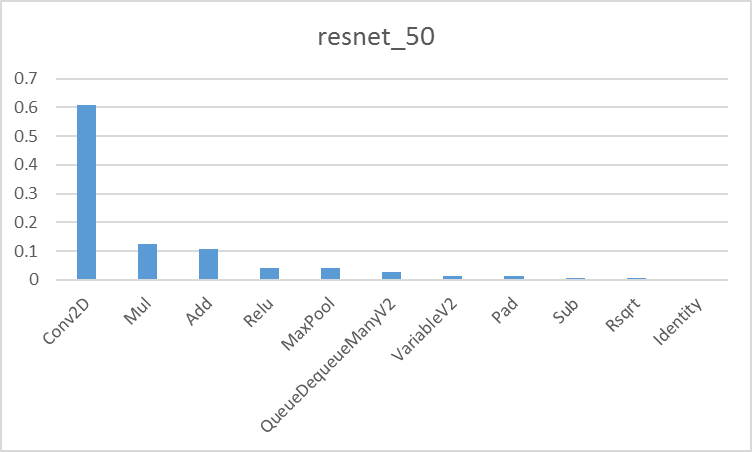 resnet_50
0.7
0.6
0.5
0.4
0.3
0.2
0.1
0
Conv2D
Mul
Add
Relu
MaxPool
QueueDequeueManyV2
VariableV2
Pad
Sub
Rsqrt
Identity